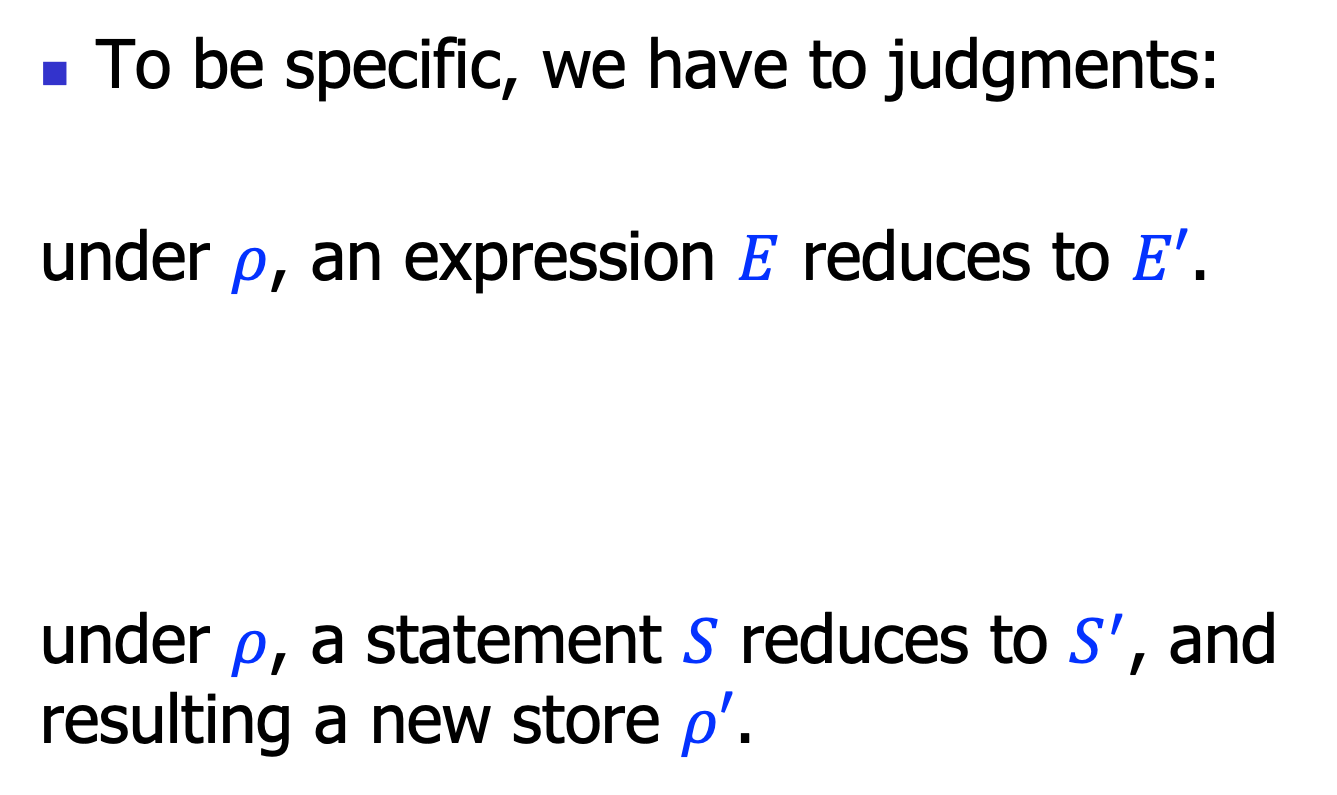 ▪ To be specific, we have to judgments:
under ρ, an expression E reduces to E′.
under ρ, a statement S reduces to S′, and
resulting a new store ρ′.